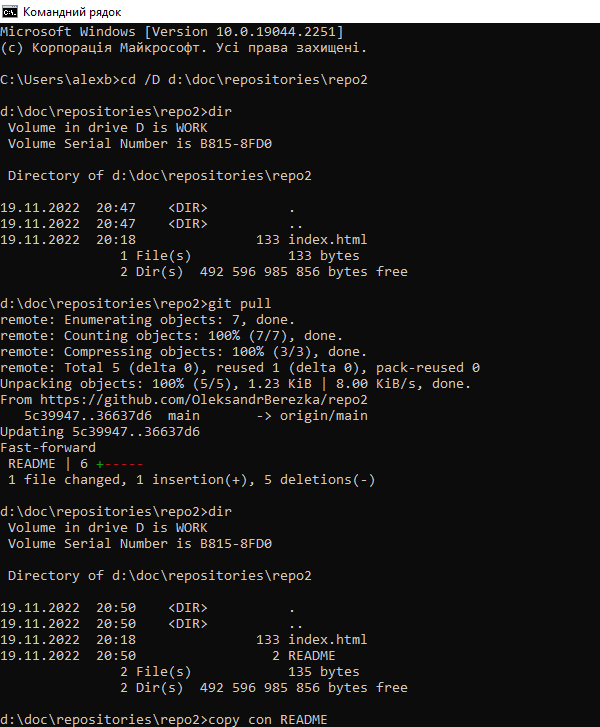 Командний рядок
Microsoft Windows [Version 10.0.19044.2251]
(c) Корпорація Майкрософт. Усі права захищені.
C:\Users\alexb>cd /D d:\doc\repositories\repo2
d:\doc\repositories\repo2>dir
Volume in drive D is WORK
Volume Serial Number is B815-8FD0
Directory of d:\doc\repositories\repo2
19.11.2022  20:47    <DIR>          .
19.11.2022  20:47    <DIR>          ..
19.11.2022  20:18               133 index.html
1 File(s)            133 bytes
2 Dir(s)  492 596 985 856 bytes free
d:\doc\repositories\repo2>git pull
remote: Enumerating objects: 7, done.
remote: Counting objects: 100% (7/7), done.
remote: Compressing objects: 100% (3/3), done.
remote: Total 5 (delta 0), reused 1 (delta 0), pack-reused 0
Unpacking objects: 100% (5/5), 1.23 KiB | 8.00 KiB/s, done.
From https://github.com/OleksandrBerezka/repo2
5c39947..36637d6  main       -> origin/main
Updating 5c39947..36637d6
Fast-forward
README | 6 +-----
1 file changed, 1 insertion(+), 5 deletions(-)
d:\doc\repositories\repo2>dir
Volume in drive D is WORK
Volume Serial Number is B815-8FD0
Directory of d:\doc\repositories\repo2
19.11.2022  20:50    <DIR>          .
19.11.2022  20:50    <DIR>          ..
19.11.2022  20:18               133 index.html
19.11.2022  20:50                 2 README
2 File(s)            135 bytes
2 Dir(s)  492 596 985 856 bytes free
d:\doc\repositories\repo2>copy con README